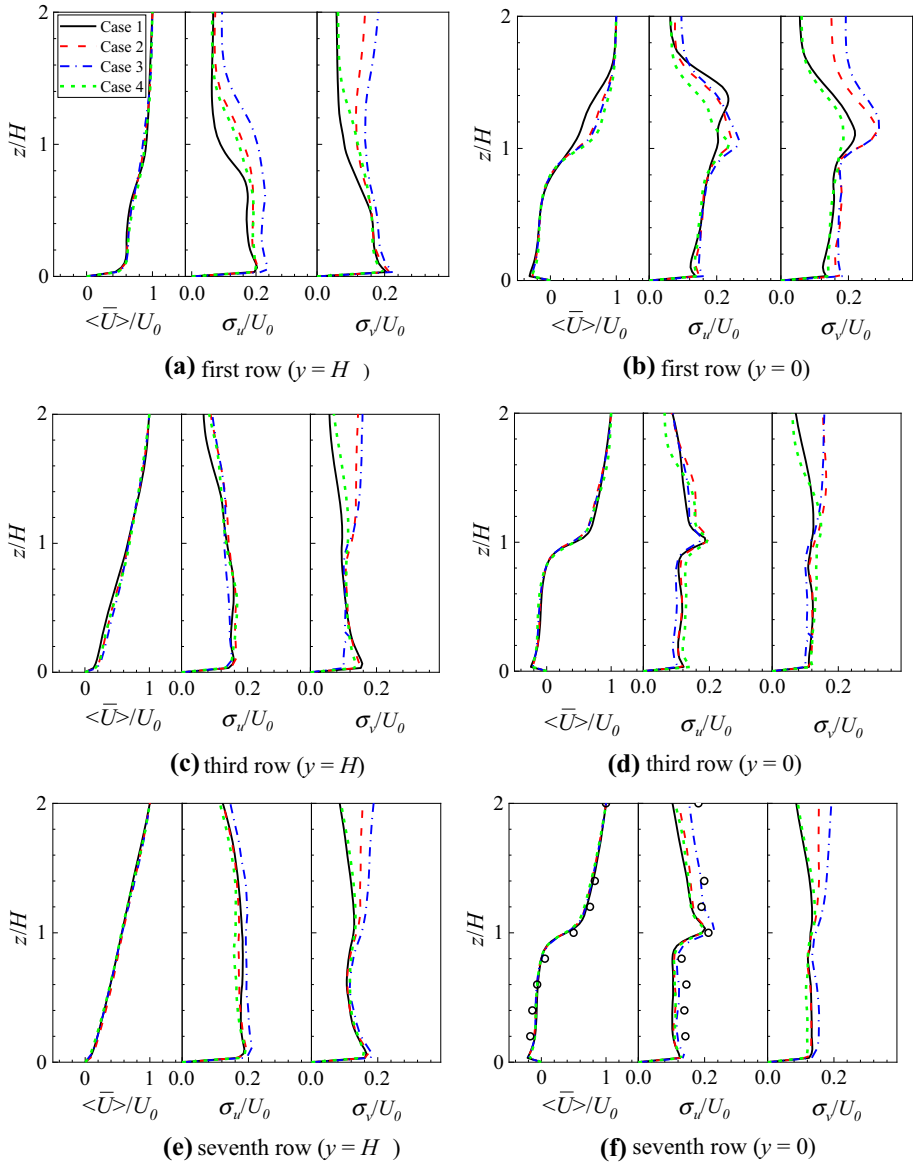 2
1
0
z/H
Case 1
Case 2
Case 3
Case 4
0 1 0.0 0.2 0.0 0.2
<U̅>/U₀ σᵤ/U₀ σᵥ/U₀
(a) first row (y = H )
2
1
0
z/H
0 1 0.0 0.2 0.0 0.2
<U̅>/U₀ σᵤ/U₀ σᵥ/U₀
(b) first row (y = 0)
2
1
0
z/H
0 1 0.0 0.2 0.0 0.2
<U̅>/U₀ σᵤ/U₀ σᵥ/U₀
(c) third row (y = H)
2
1
0
z/H
0 1 0.0 0.2 0.0 0.2
<U̅>/U₀ σᵤ/U₀ σᵥ/U₀
(d) third row (y = 0)
2
1
0
z/H
0 1 0.0 0.2 0.0 0.2
<U̅>/U₀ σᵤ/U₀ σᵥ/U₀
(e) seventh row (y = H )
2
1
0
z/H
0 1 0.0 0.2 0.0 0.2
<U̅>/U₀ σᵤ/U₀ σᵥ/U₀
(f) seventh row (y = 0)